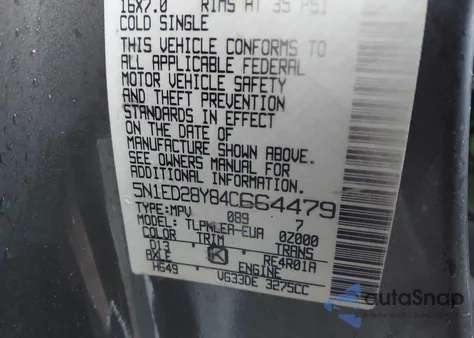 16X7.0 RIMS AT 35 PSI
COLD SINGLE
THIS VEHICLE CONFORMS TO
ALL APPLICABLE FEDERAL
MOTOR VEHICLE SAFETY
AND THEFT PREVENTION
STANDARDS IN EFFECT
ON THE DATE OF
MANUFACTURE SHOWN ABOVE.
SEE OWNERS MANUAL FOR
ADDITIONAL INFORMATION.
5N1ED28Y84C664479
TYPE:MPV 089 7
MODEL: TLPNLEA-EUA 0Z000
COLOR TRIM TRANS
D13 K RE4R01A
AXLE ENGINE
H649 VG33DE 3275CC
autoSnap